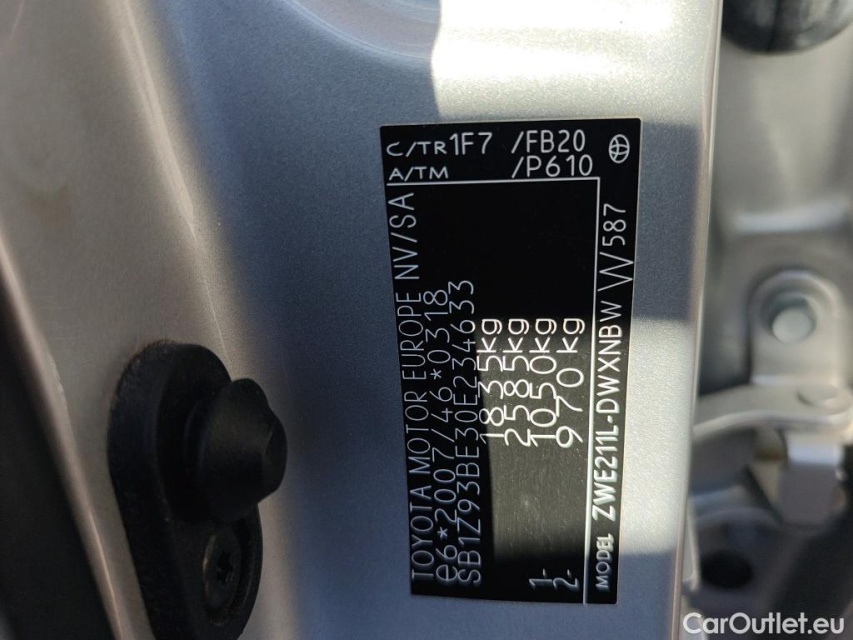 C/TR 1F7 /FB20
A/TM /P610
TOYOTA MOTOR EUROPE NV/SA
e6*2007/46*0318
SB1Z93BE30E234633
1835kg
2585kg
1- 1050kg
2- 970kg
MODEL ZWE211L-DWXNBW W587
CarOutlet.eu